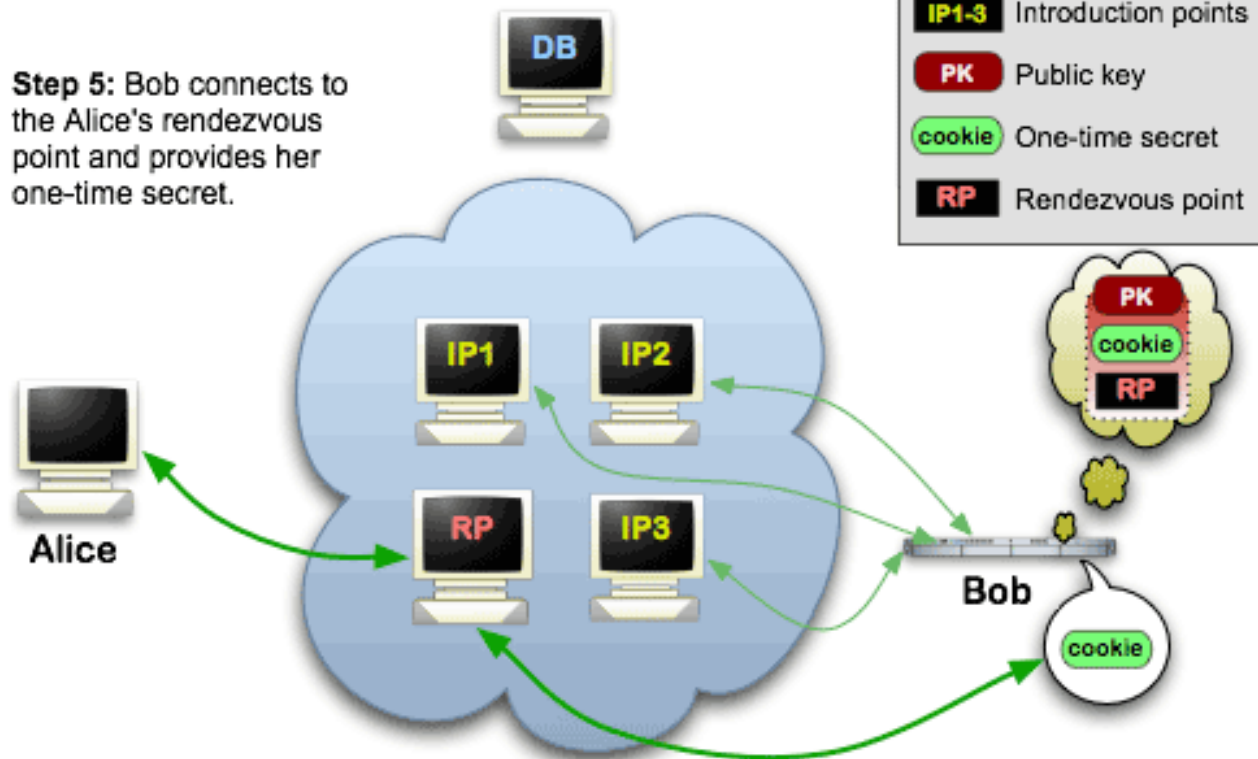 DB
Step 5: Bob connects to
the Alice's rendezvous
point and provides her
one-time secret.
IP1-3 Introduction points
PK Public key
cookie One-time secret
RP Rendezvous point
PK
cookie
RP
IP1
IP2
RP
IP3
Alice
Bob
cookie